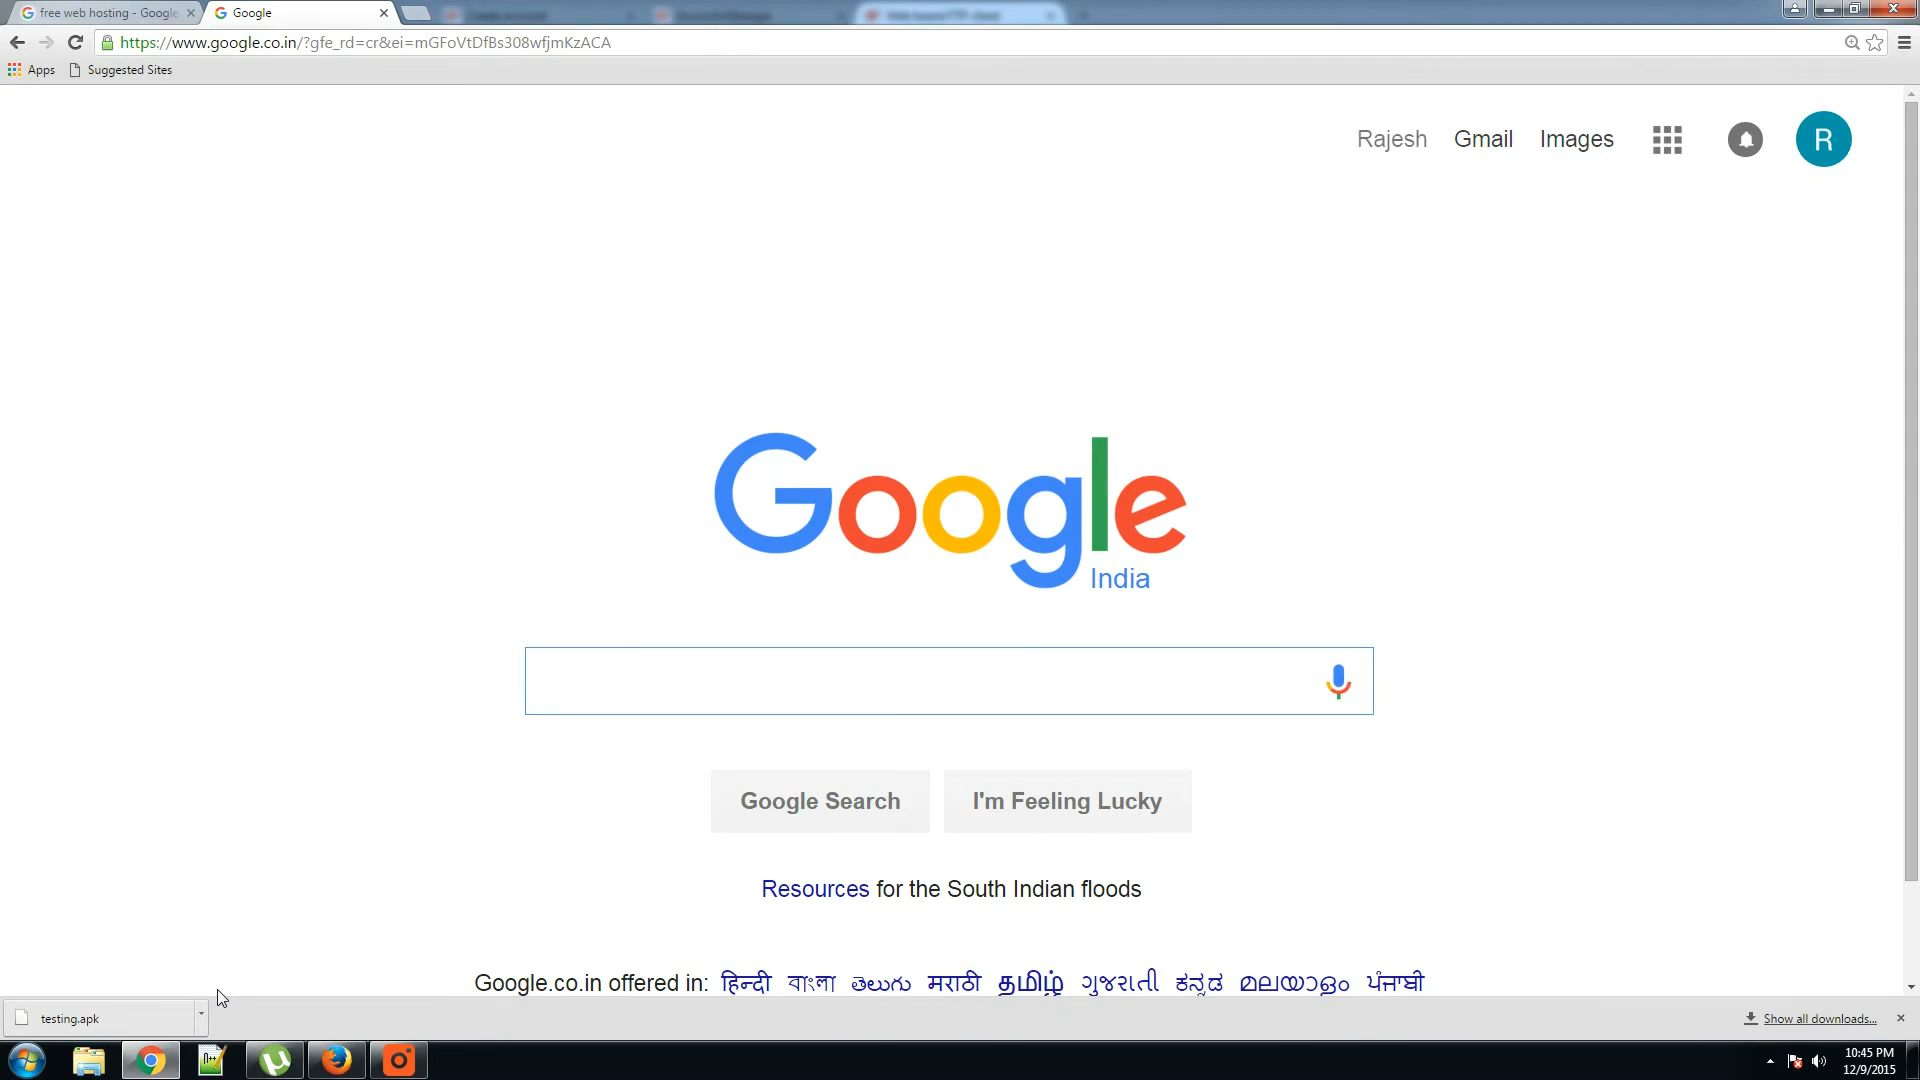 free web hosting - Google
Google
https://www.google.co.in/?gfe_rd=cr&ei=mGFoVtDfBs308wfjmKzACA
Apps
Suggested Sites
Rajesh
Gmail
Images
R
Google
India
Google Search
I'm Feeling Lucky
Resources for the South Indian floods
Google.co.in offered in: हिन्दी বাংলা తెలుగు मराठी தமிழ் ગુજરાતી ಕನ್ನಡ മലയാളം ਪੰਜਾਬੀ
testing.apk
Show all downloads...
10:45 PM
12/9/2015